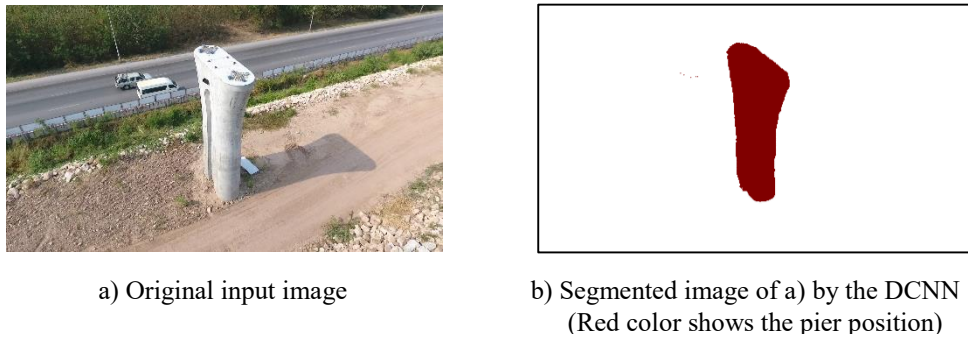 a) Original input image
b) Segmented image of a) by the DCNN
(Red color shows the pier position)